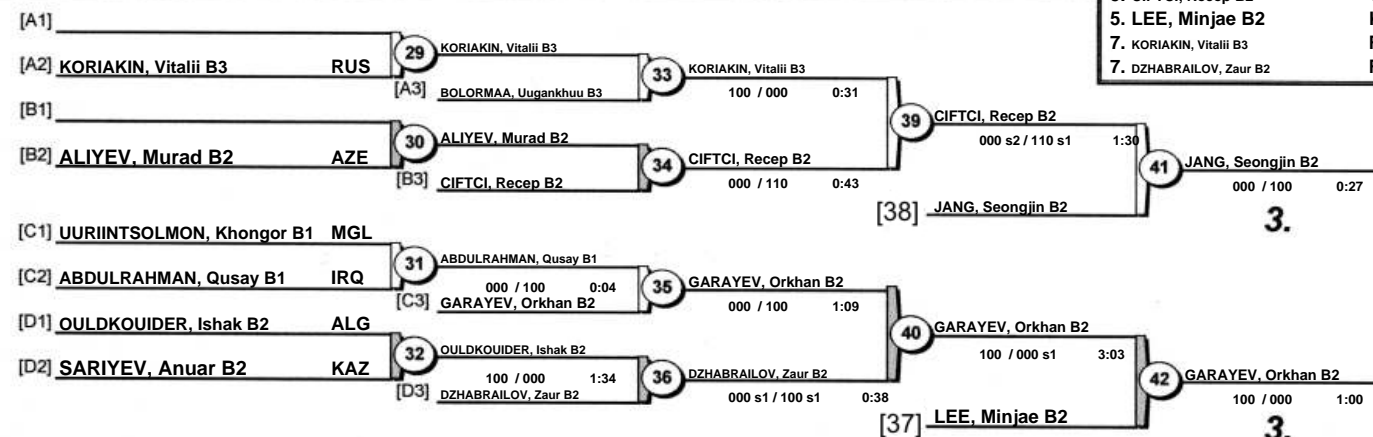 5. LEE, Minjae B2
7. KORIAKIN, Vitalii B3
7. DZHABRAILOV, Zaur B2
[A1]
[A2] KORIAKIN, Vitalii B3 RUS
29
KORIAKIN, Vitalii B3
[A3] BOLORMAA, Uugankhuu B3
33
KORIAKIN, Vitalii B3
100 / 000 0:31
[B1]
[B2] ALIYEV, Murad B2 AZE
30
ALIYEV, Murad B2
[B3] CIFTCI, Recep B2
34
CIFTCI, Recep B2
000 / 110 0:43
39
CIFTCI, Recep B2
000 s2 / 110 s1 1:30
[38] JANG, Seongjin B2
41
JANG, Seongjin B2
000 / 100 0:27
3.
[C1] UURIINTSOLMON, Khongor B1 MGL
[C2] ABDULRAHMAN, Qusay B1 IRQ
31
ABDULRAHMAN, Qusay B1
000 / 100 0:04
[C3] GARAYEV, Orkhan B2
35
GARAYEV, Orkhan B2
000 / 100 1:09
[D1] OULDKOUIDER, Ishak B2 ALG
[D2] SARIYEV, Anuar B2 KAZ
32
OULDKOUIDER, Ishak B2
100 / 000 1:34
[D3] DZHABRAILOV, Zaur B2
36
DZHABRAILOV, Zaur B2
000 s1 / 100 s1 0:38
40
GARAYEV, Orkhan B2
100 / 000 s1 3:03
[37] LEE, Minjae B2
42
GARAYEV, Orkhan B2
100 / 000 1:00
3.